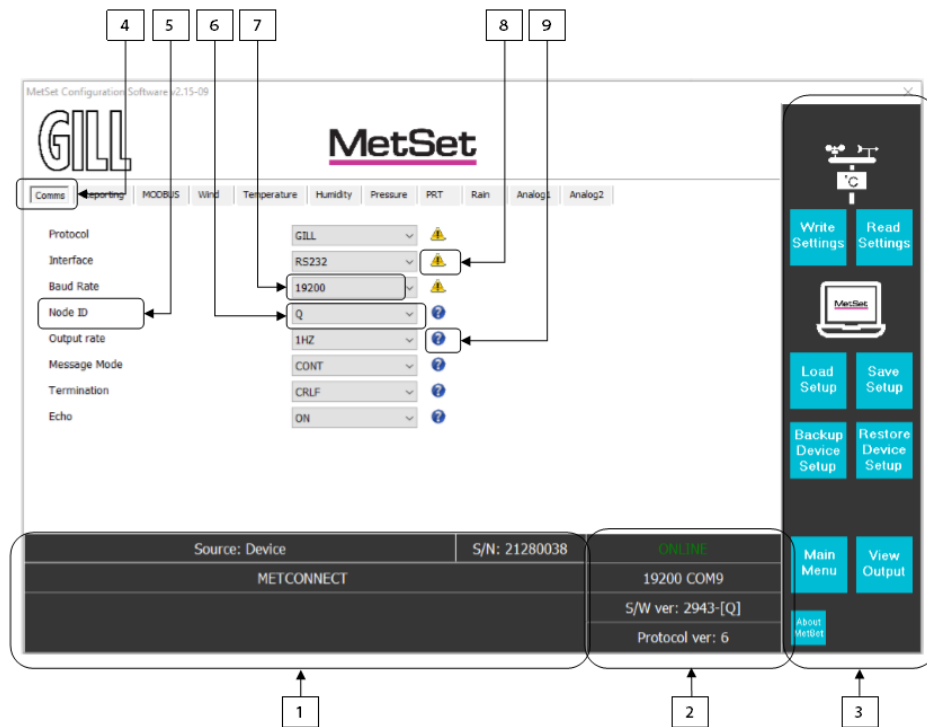 4 5 6 7 8 9
MetSet Configuration Software v2.15-09
GILL
MetSet
Comms Reporting MODBUS Wind Temperature Humidity Pressure PRT Rain Analog1 Analog2
Protocol GILL
Interface RS232
Baud Rate 19200
Node ID Q
Output rate 1HZ
Message Mode CONT
Termination CRLF
Echo ON
°C
Write Settings
Read Settings
MetSet
Load Setup
Save Setup
Backup Device Setup
Restore Device Setup
Main Menu
View Output
About MetSet
Source: Device S/N: 21280038 ONLINE
METCONNECT 19200 COM9
S/W ver: 2943-[Q]
Protocol ver: 6
1 2 3